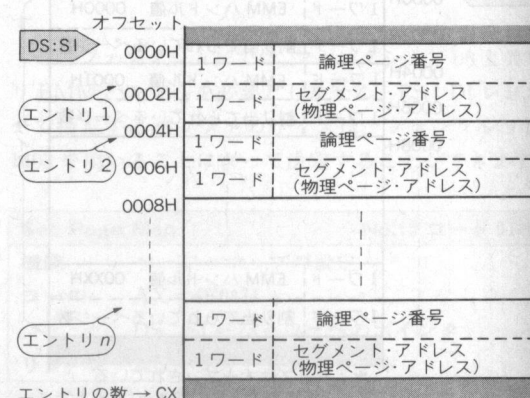 オフセット
DS:SI
0000H
1ワード 論理ページ番号
0002H
エントリ1
1ワード セグメント・アドレス
(物理ページ・アドレス)
0004H
1ワード 論理ページ番号
エントリ2
0006H
1ワード セグメント・アドレス
(物理ページ・アドレス)
0008H
1ワード 論理ページ番号
エントリn
1ワード セグメント・アドレス
(物理ページ・アドレス)
エントリの数→CX